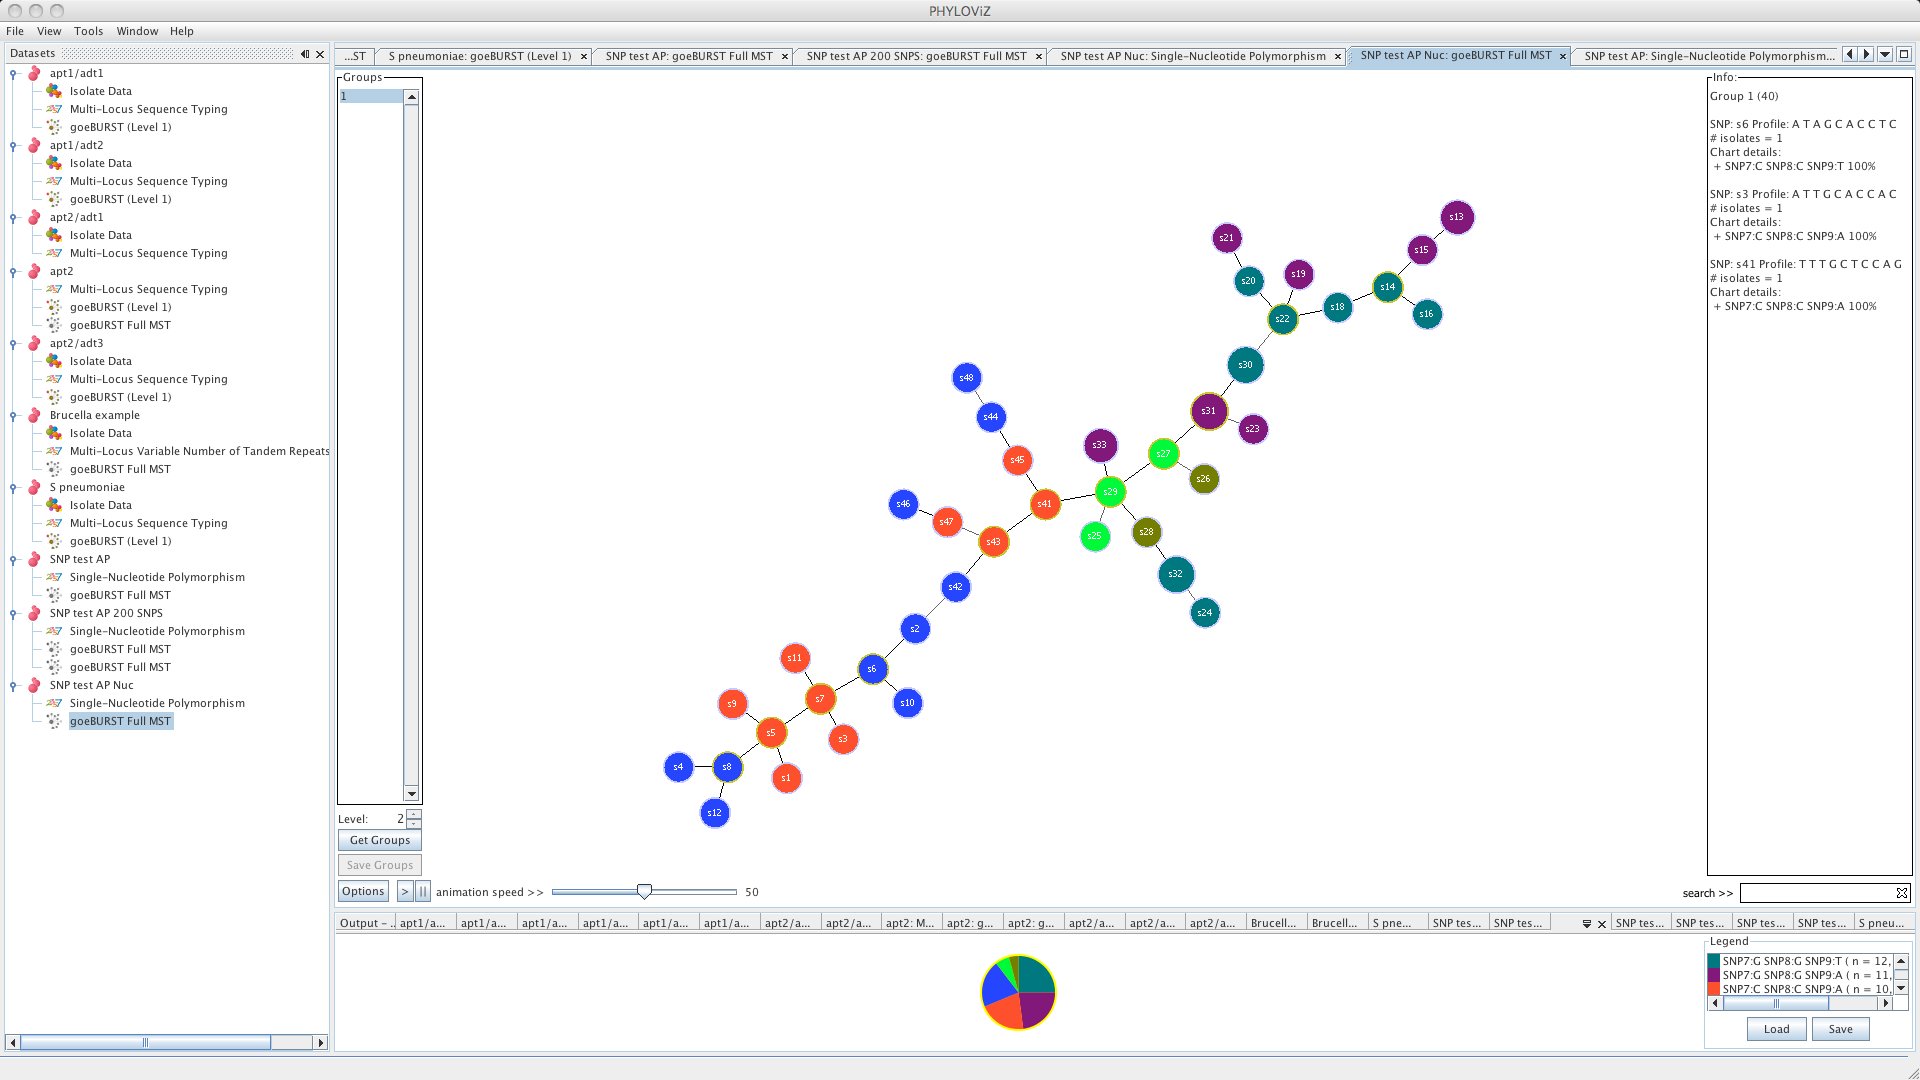 PHYLOViZ
File View Tools Window Help
Datasets
apt1/adt1
Isolate Data
Multi-Locus Sequence Typing
goeBURST (Level 1)
apt1/adt2
Isolate Data
Multi-Locus Sequence Typing
goeBURST (Level 1)
apt2/adt1
Isolate Data
Multi-Locus Sequence Typing
apt2
Multi-Locus Sequence Typing
goeBURST (Level 1)
goeBURST Full MST
apt2/adt3
Isolate Data
Multi-Locus Sequence Typing
goeBURST (Level 1)
Brucella example
Isolate Data
Multi-Locus Variable Number of Tandem Repeats
goeBURST Full MST
S pneumoniae
Isolate Data
Multi-Locus Sequence Typing
goeBURST (Level 1)
SNP test AP
Single-Nucleotide Polymorphism
goeBURST Full MST
SNP test AP 200 SNPS
Single-Nucleotide Polymorphism
goeBURST Full MST
goeBURST Full MST
SNP test AP Nuc
Single-Nucleotide Polymorphism
goeBURST Full MST
...ST S pneumoniae: goeBURST (Level 1) SNP test AP: goeBURST Full MST SNP test AP 200 SNPS: goeBURST Full MST SNP test AP Nuc: Single-Nucleotide Polymorphism SNP test AP Nuc: goeBURST Full MST SNP test AP: Single-Nucleotide Polymorphism...
Groups
1
s13
s21
s15
s19
s20
s14
s18
s16
s22
s30
s48
s31
s44
s23
s33
s27
s45
s26
s29
s46
s41
s47
s28
s25
s43
s32
s42
s24
s2
s11
s6
s7
s10
s9
s5
s3
s4
s8
s1
s12
Level: 2
Get Groups
Save Groups
Options > || animation speed >> 50
search >>
Info:
Group 1 (40)
SNP: s6 Profile: A T A G C A C C T C
# isolates = 1
Chart details:
+ SNP7:C SNP8:C SNP9:T 100%
SNP: s3 Profile: A T T G C A C C A C
# isolates = 1
Chart details:
+ SNP7:C SNP8:C SNP9:A 100%
SNP: s41 Profile: T T T G C T C C A G
# isolates = 1
Chart details:
+ SNP7:C SNP8:C SNP9:A 100%
Output - .. apt1/a... apt1/a... apt1/a... apt1/a... apt1/a... apt1/a... apt2/a... apt2/a... apt2: M... apt2: g... apt2: g... apt2/a... apt2/a... apt2/a... Brucell... Brucell... S pne... SNP tes... SNP tes... SNP tes... SNP tes... SNP tes... SNP tes... S pneu...
Legend
SNP7:G SNP8:G SNP9:T ( n = 12,
SNP7:G SNP8:G SNP9:A ( n = 11,
SNP7:C SNP8:C SNP9:A ( n = 10,
Load Save